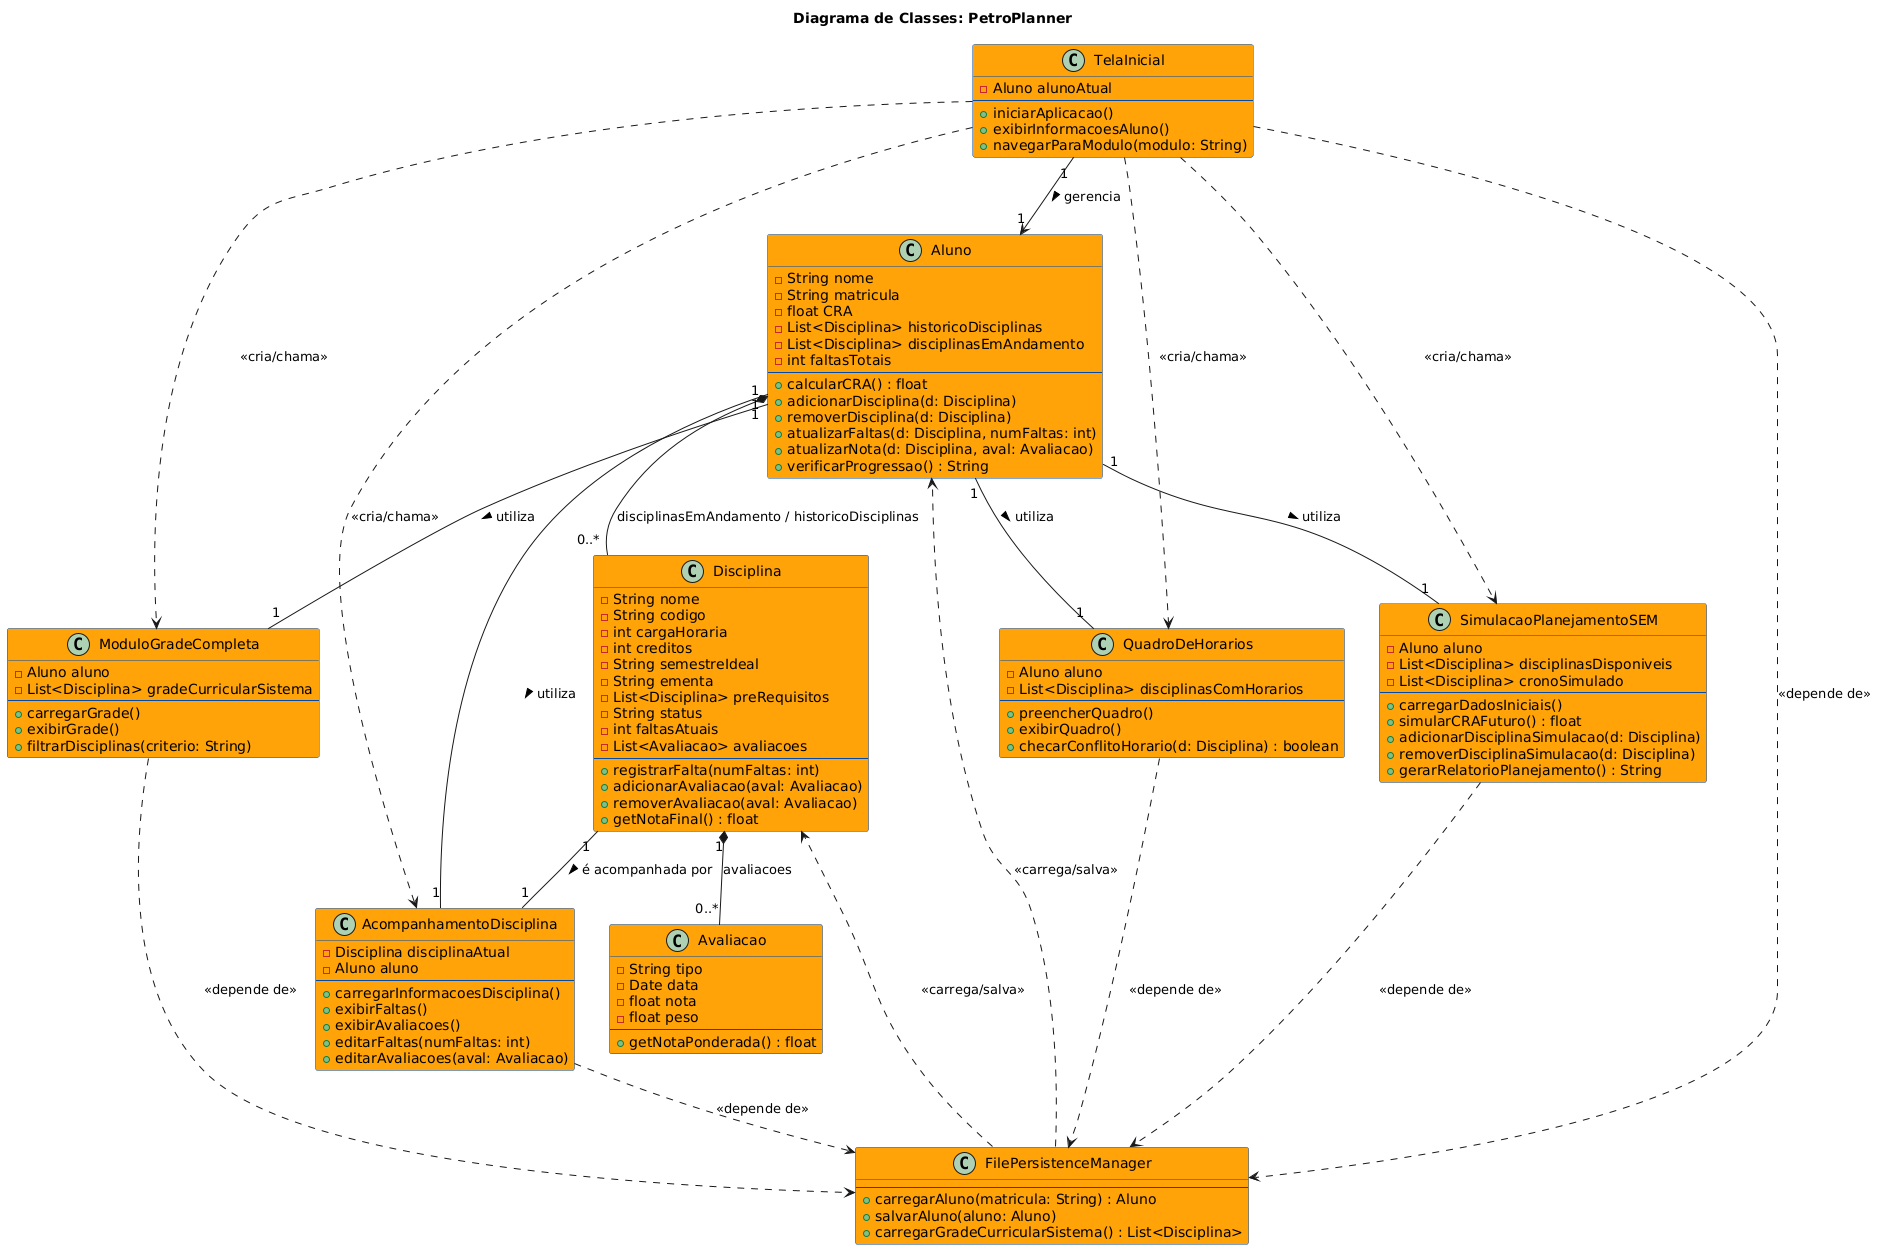 Diagrama de Classes: PetroPlanner
TelaInicial
Aluno alunoAtual
iniciarAplicacao()
exibirInformacoesAluno()
navegarParaModulo(modulo: String)
1
gerencia
1
Aluno
String nome
String matricula
float CRA
List<Disciplina> historicoDisciplinas
List<Disciplina> disciplinasEmAndamento
int faltasTotais
calcularCRA() : float
adicionarDisciplina(d: Disciplina)
removerDisciplina(d: Disciplina)
atualizarFaltas(d: Disciplina, numFaltas: int)
atualizarNota(d: Disciplina, aval: Avaliacao)
verificarProgressao() : String
«cria/chama»
«cria/chama»
«cria/chama»
1
1
1
1
1
«cria/chama»
utiliza
disciplinasEmAndamento / historicoDisciplinas
utiliza
utiliza
0..*
1
1
1
Disciplina
String nome
String codigo
int cargaHoraria
int creditos
String semestreIdeal
String ementa
List<Disciplina> preRequisitos
String status
int faltasAtuais
List<Avaliacao> avaliacoes
registrarFalta(numFaltas: int)
adicionarAvaliacao(aval: Avaliacao)
removerAvaliacao(aval: Avaliacao)
getNotaFinal() : float
ModuloGradeCompleta
Aluno aluno
List<Disciplina> gradeCurricularSistema
carregarGrade()
exibirGrade()
filtrarDisciplinas(criterio: String)
utiliza
QuadroDeHorarios
Aluno aluno
List<Disciplina> disciplinasComHorarios
preencherQuadro()
exibirQuadro()
checarConflitoHorario(d: Disciplina) : boolean
SimulacaoPlanejamentoSEM
Aluno aluno
List<Disciplina> disciplinasDisponiveis
List<Disciplina> cronoSimulado
carregarDadosIniciais()
simularCRAFuturo() : float
adicionarDisciplinaSimulacao(d: Disciplina)
removerDisciplinaSimulacao(d: Disciplina)
gerarRelatorioPlanejamento() : String
«depende de»
1
1
é acompanhada por
avaliacoes
«carrega/salva»
1
1
0..*
AcompanhamentoDisciplina
Disciplina disciplinaAtual
Aluno aluno
carregarInformacoesDisciplina()
exibirFaltas()
exibirAvaliacoes()
editarFaltas(numFaltas: int)
editarAvaliacoes(aval: Avaliacao)
Avaliacao
String tipo
Date data
float nota
float peso
getNotaPonderada() : float
«depende de»
«carrega/salva»
«depende de»
«depende de»
«depende de»
FilePersistenceManager
carregarAluno(matricula: String) : Aluno
salvarAluno(aluno: Aluno)
carregarGradeCurricularSistema() : List<Disciplina>